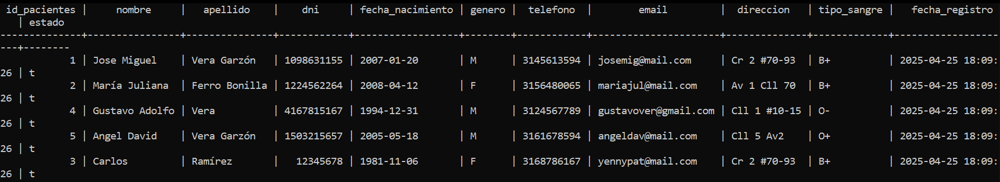 id_pacientes |     nombre     |   apellido    |    dni     | fecha_nacimiento | genero |  telefono  |        email         |  direccion   | tipo_sangre |   fecha_registro
   | estado
--------------+----------------+---------------+------------+------------------+--------+------------+----------------------+--------------+-------------+------------------
---+--------
            1 | Jose Miguel    | Vera Garzón   | 1098631155 | 2007-01-20       | M      | 3145613594 | josemig@mail.com     | Cr 2 #70-93  | B+          | 2025-04-25 18:09:
26 | t
            2 | María Juliana  | Ferro Bonilla | 1224562264 | 2008-04-12       | F      | 3156480065 | mariajul@mail.com    | Av 1 Cll 70  | B+          | 2025-04-25 18:09:
26 | t
            4 | Gustavo Adolfo | Vera          | 4167815167 | 1994-12-31       | M      | 3124567789 | gustavover@gmail.com | Cll 1 #10-15 | O-          | 2025-04-25 18:09:
26 | t
            5 | Angel David    | Vera Garzón   | 1503215657 | 2005-05-18       | M      | 3161678594 | angeldav@mail.com    | Cll 5 Av2    | O+          | 2025-04-25 18:09:
26 | t
            3 | Carlos         | Ramírez       |   12345678 | 1981-11-06       | F      | 3168786167 | yennypat@mail.com    | Cr 2 #70-93  | B+          | 2025-04-25 18:09:
26 | t